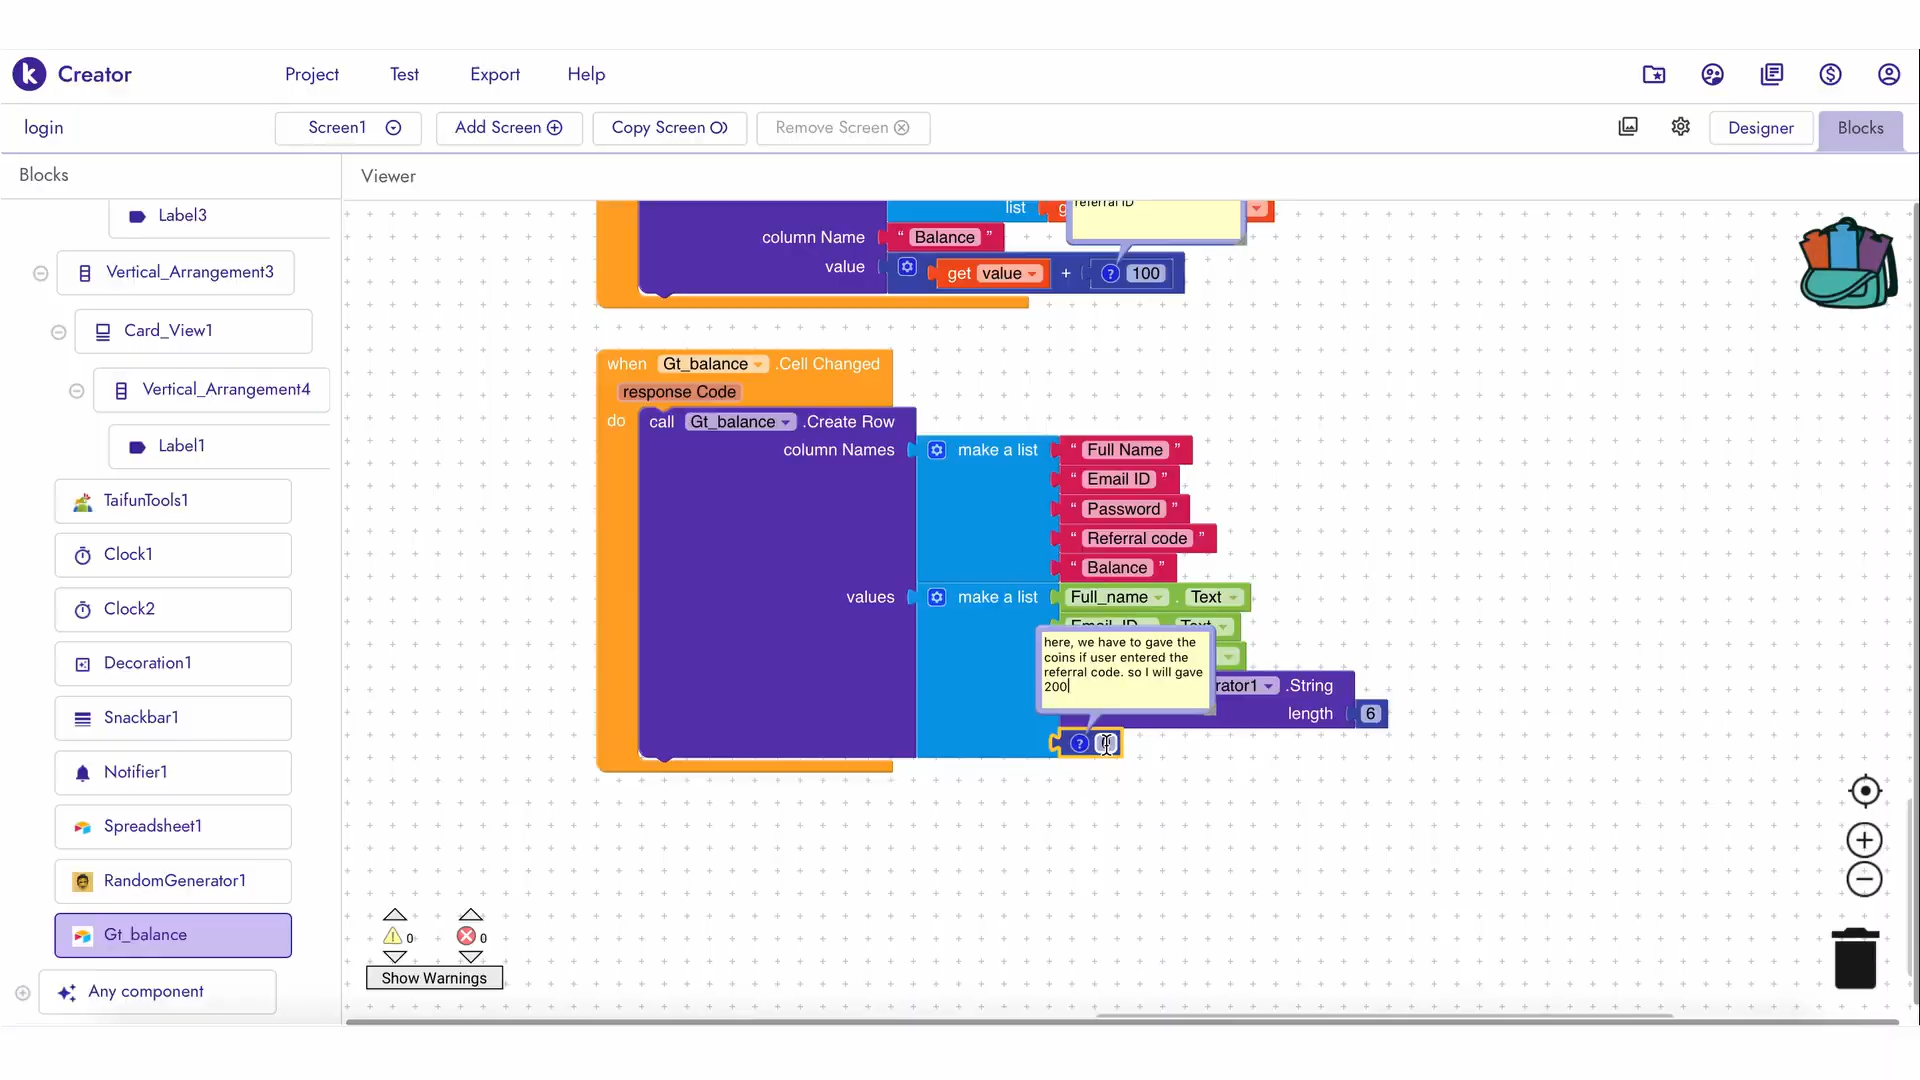 Creator
Project
Test
Export
Help
login
Screen1
Add Screen
Copy Screen
Remove Screen
Designer
Blocks
Blocks
Viewer
Label3
Vertical_Arrangement3
Card_View1
Vertical_Arrangement4
Label1
TaifunTools1
Clock1
Clock2
Decoration1
Snackbar1
Notifier1
Spreadsheet1
RandomGenerator1
Gt_balance
Any component
list
referral ID
column Name
“ Balance ”
value
get value + ? 100
when Gt_balance .Cell Changed
response Code
do
call Gt_balance .Create Row
column Names
make a list
“ Full Name ”
“ Email ID ”
“ Password ”
“ Referral code ”
“ Balance ”
values
make a list
Full_name . Text
Email_ID . Text
here, we have to gave the
coins if user entered the
referral code. so I will gave
200
rator1 .String
length 6
?
0
0
Show Warnings